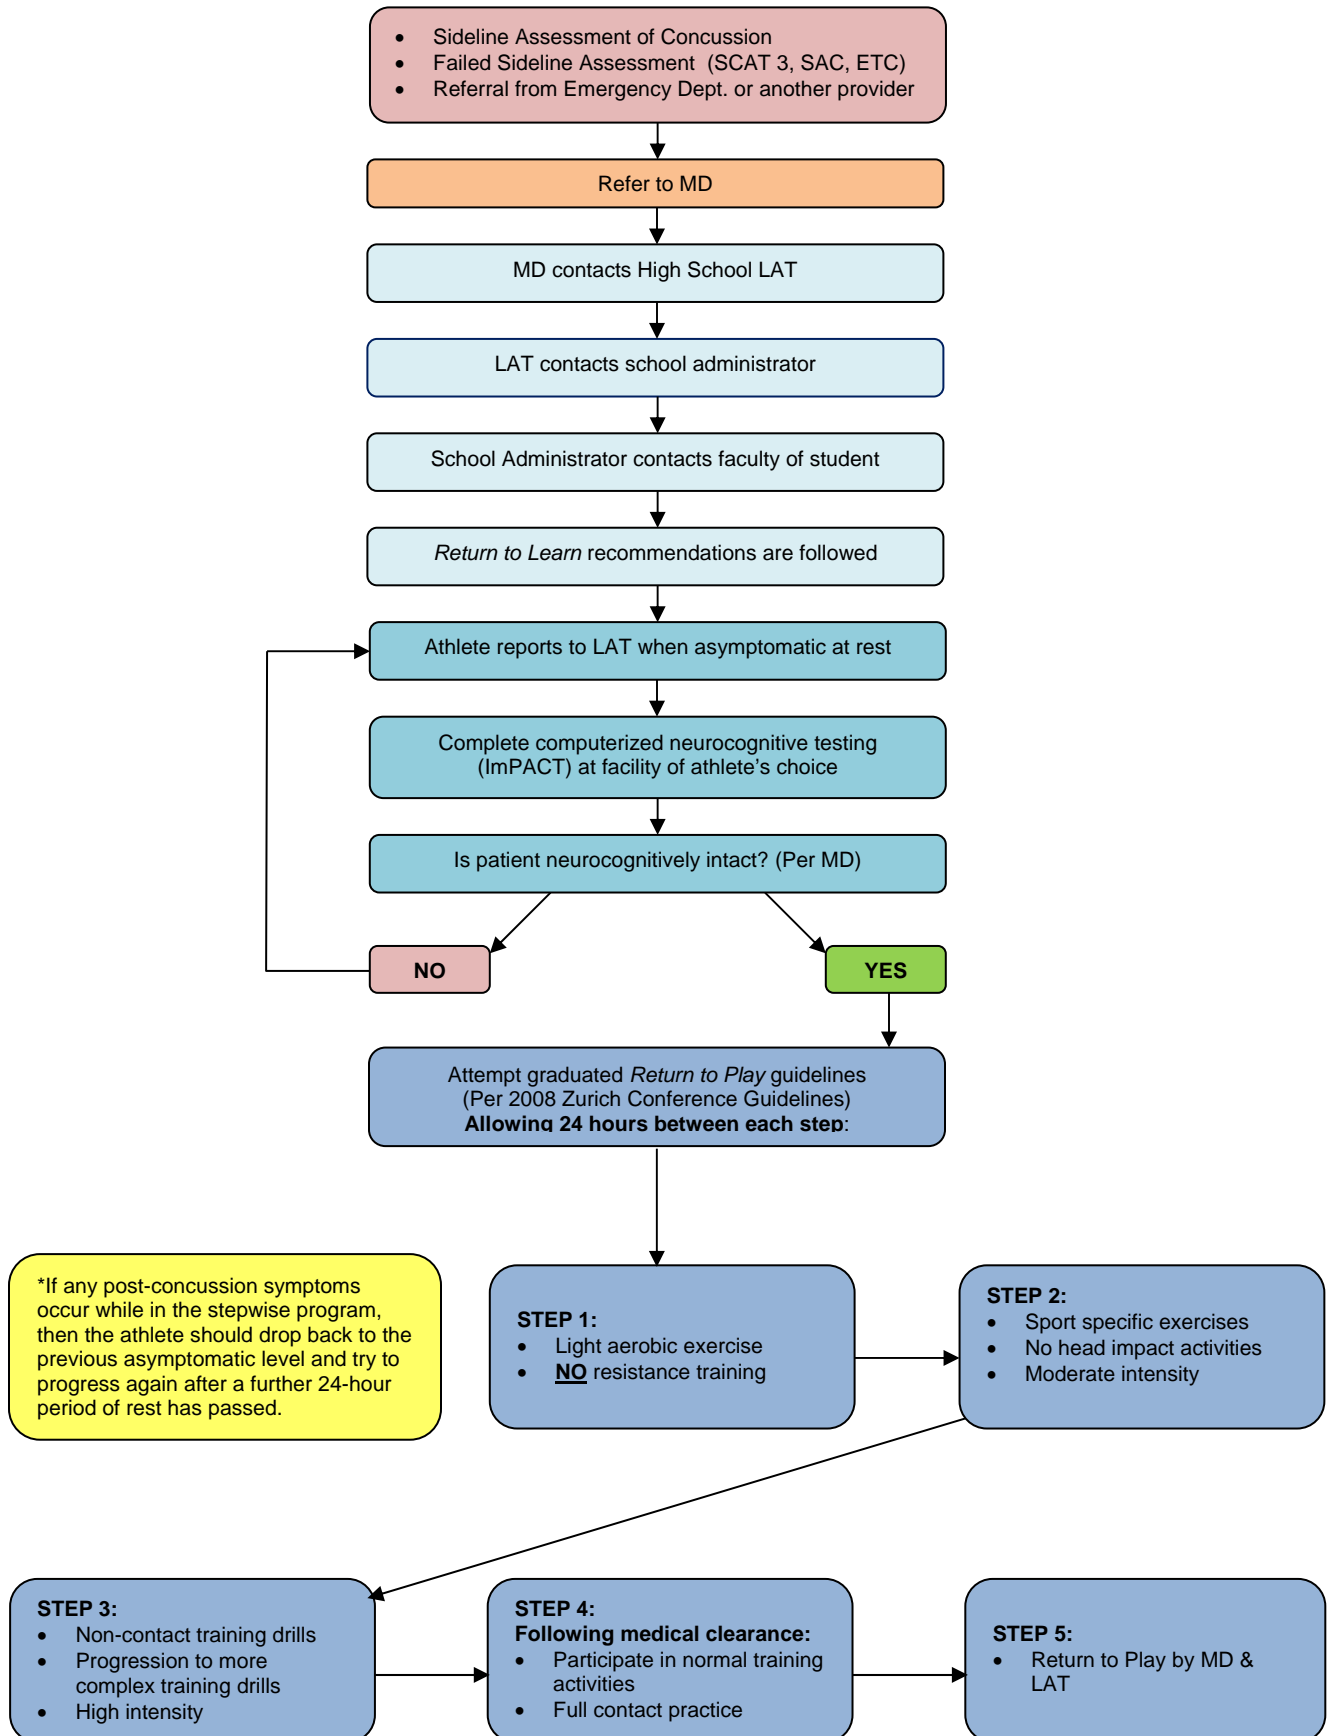 • Sideline Assessment of Concussion
• Failed Sideline Assessment (SCAT 3, SAC, ETC)
• Referral from Emergency Dept. or another provider
Refer to MD
MD contacts High School LAT
LAT contacts school administrator
School Administrator contacts faculty of student
Return to Learn recommendations are followed
Athlete reports to LAT when asymptomatic at rest
Complete computerized neurocognitive testing
(ImPACT) at facility of athlete's choice
Is patient neurocognitively intact? (Per MD)
NO
YES
Attempt graduated Return to Play guidelines
(Per 2008 Zurich Conference Guidelines)
Allowing 24 hours between each step:
*If any post-concussion symptoms
occur while in the stepwise program,
then the athlete should drop back to the
previous asymptomatic level and try to
progress again after a further 24-hour
period of rest has passed.
STEP 1:
• Light aerobic exercise
• NO resistance training
STEP 2:
• Sport specific exercises
• No head impact activities
• Moderate intensity
STEP 3:
• Non-contact training drills
• Progression to more
complex training drills
• High intensity
STEP 4:
Following medical clearance:
• Participate in normal training
activities
• Full contact practice
STEP 5:
• Return to Play by MD &
LAT